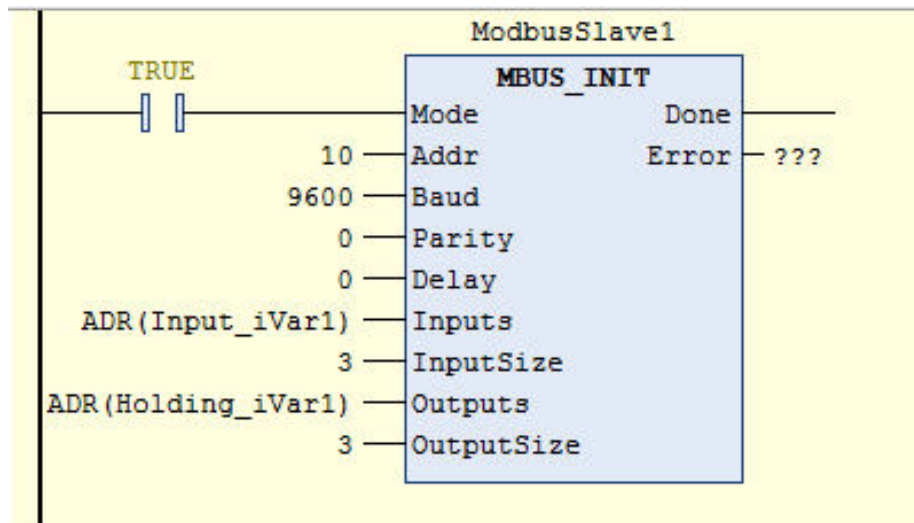 ModbusSlave1
TRUE
MBUS_INIT
Mode Done
10 Addr Error ???
9600 Baud
0 Parity
0 Delay
ADR(Input_iVar1) Inputs
3 InputSize
ADR(Holding_iVar1) Outputs
3 OutputSize